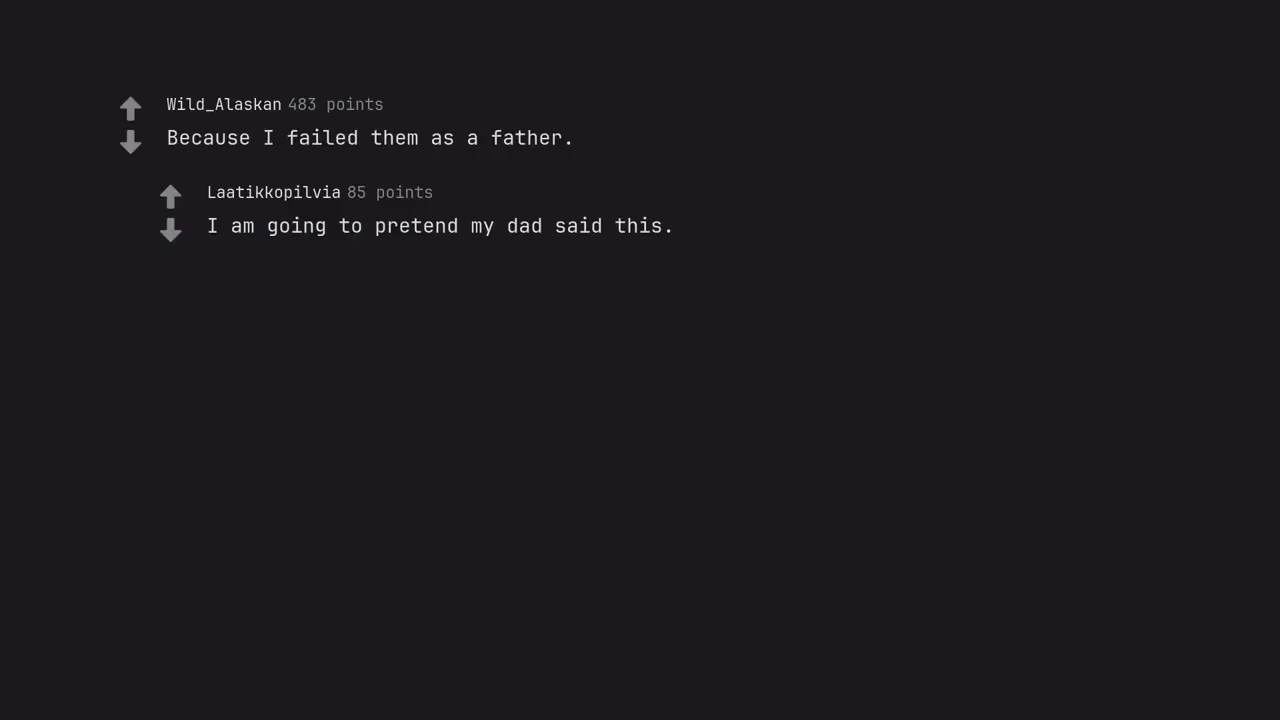 Wild_Alaskan 483 points
Because I failed them as a father.
Laatikkopilvia 85 points
I am going to pretend my dad said this.